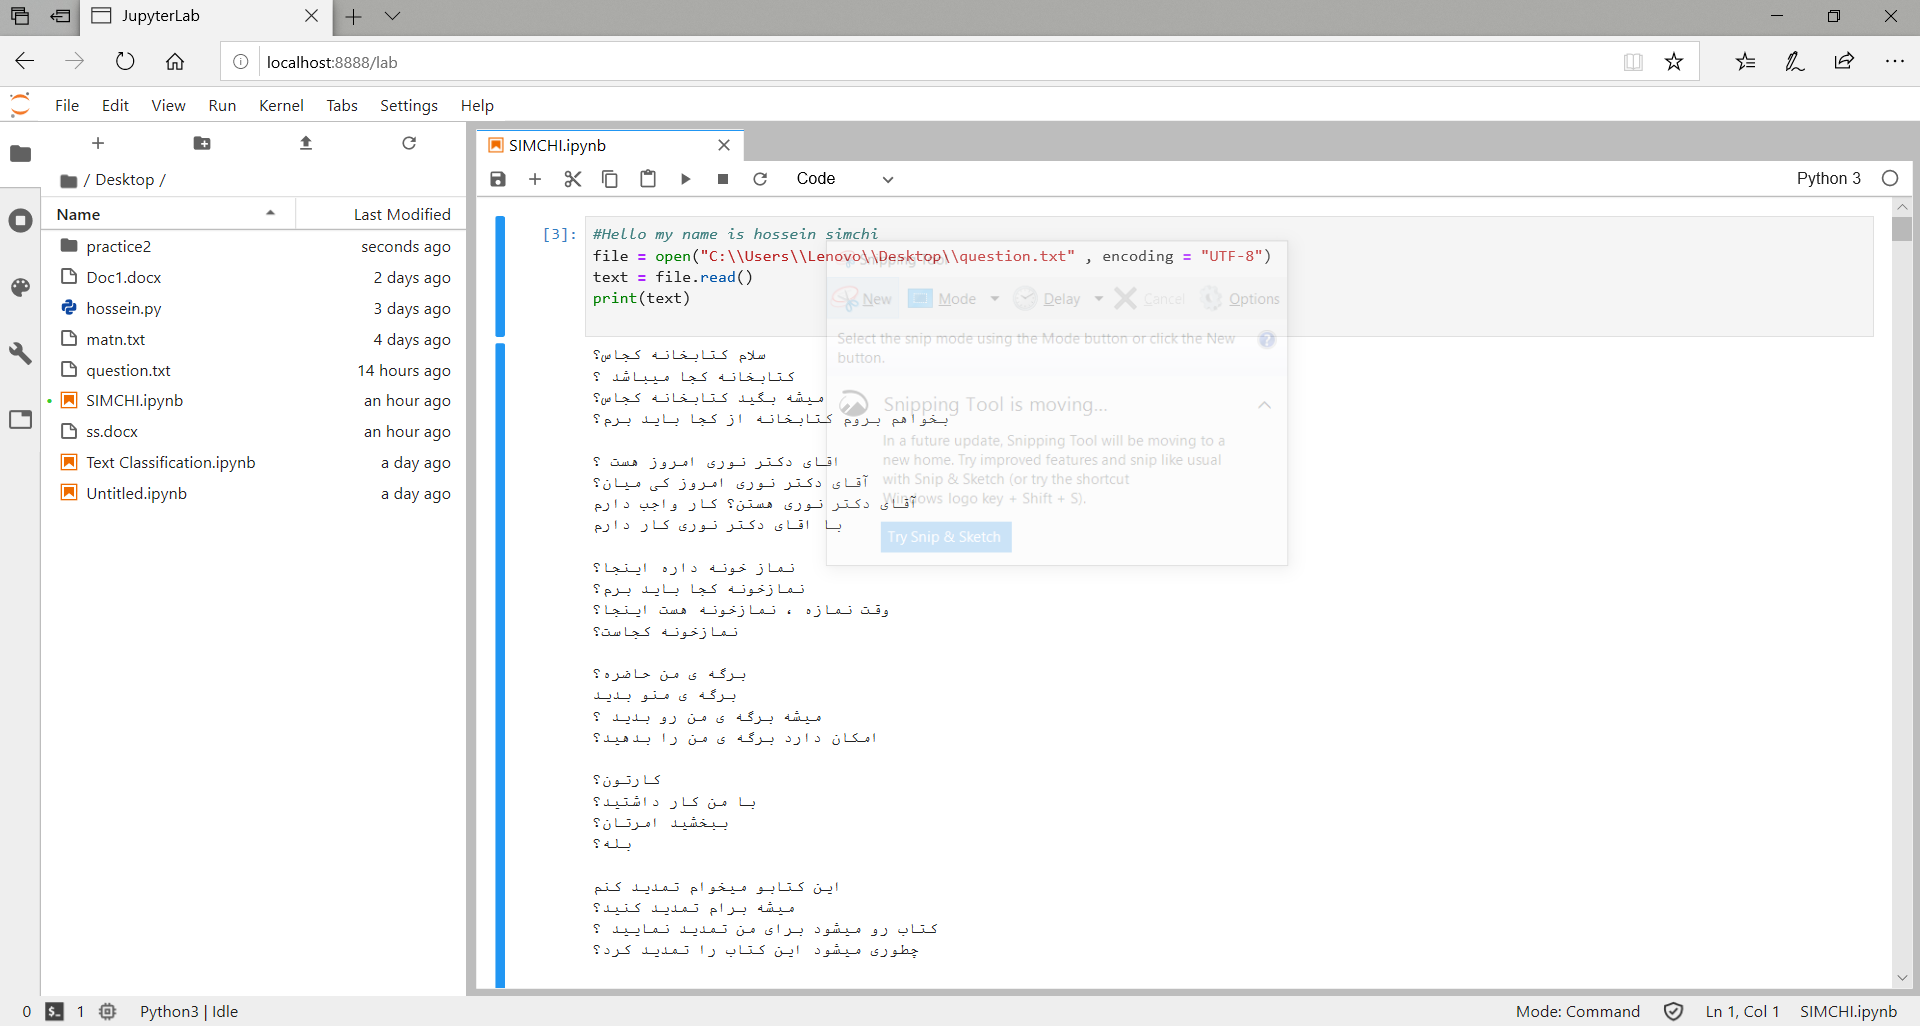 JupyterLab
localhost:8888/lab
File Edit View Run Kernel Tabs Settings Help
/ Desktop /
Name Last Modified
practice2 seconds ago
Doc1.docx 2 days ago
hossein.py 3 days ago
matn.txt 4 days ago
question.txt 14 hours ago
SIMCHI.ipynb an hour ago
ss.docx an hour ago
Text Classification.ipynb a day ago
Untitled.ipynb a day ago
SIMCHI.ipynb
Code
Python 3
[3]:
#Hello my name is hossein simchi
file = open("C:\\Users\\Lenovo\\Desktop\\question.txt" , encoding = "UTF-8")
text = file.read()
print(text)
سلام کتابخانه کجاس؟
کتابخانه کجا میباشد ؟
میشه بگید کتابخانه کجاس؟
بخواهم بروم کتابخانه از کجا باید برم؟
اقای دکتر نوری امروز هست ؟
آقای دکتر نوری امروز کی میان؟
آقای دکتر نوری هستن؟ کار واجب دارم
با اقای دکتر نوری کار دارم
نماز خونه داره اینجا؟
نمازخونه کجا باید برم؟
وقت نمازه ، نمازخونه هست اینجا؟
نمازخونه کجاست؟
برگه ی من حاضره؟
برگه ی منو بدید
میشه برگه ی من رو بدید ؟
امکان دارد برگه ی من را بدهید؟
کارتون؟
با من کار داشتید؟
ببخشید امرتان؟
بله؟
این کتابو میخوام تمدید کنم
میشه برام تمدید کنید؟
کتاب رو میشود برای من تمدید نمایید ؟
چطوری میشود این کتاب را تمدید کرد؟
Snipping Tool
New Mode Delay Cancel Options
Select the snip mode using the Mode button or click the New
button.
?
Snipping Tool is moving...
In a future update, Snipping Tool will be moving to a
new home. Try improved features and snip like usual
with Snip & Sketch (or try the shortcut
Windows logo key + Shift + S).
Try Snip & Sketch
0 $_ 1 Python3 | Idle
Mode: Command Ln 1, Col 1 SIMCHI.ipynb